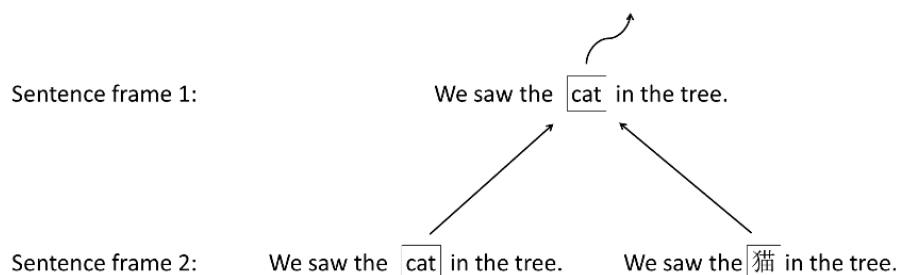 Sentence frame 1: We saw the cat in the tree.
Sentence frame 2: We saw the cat in the tree. We saw the 猫 in the tree.